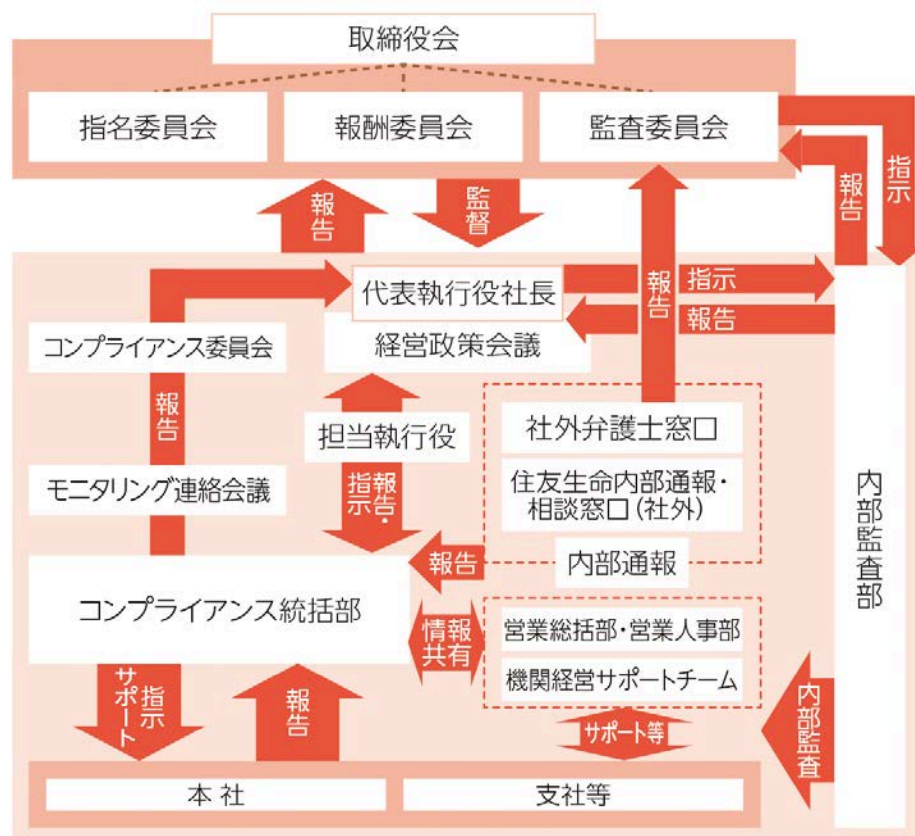 取締役会
指名委員会
報酬委員会
監査委員会
指示
報告
報告
監督
報告
代表執行役社長
指示
報告
経営政策会議
コンプライアンス委員会
報告
担当執行役
社外弁護士窓口
モニタリング連絡会議
報告・
指示
住友生命内部通報・
相談窓口(社外)
内部監査部
報告
内部通報
コンプライアンス統括部
情報
共有
営業総括部・営業人事部
機関経営サポートチーム
指示
サポート
報告
サポート等
内部監査
本社
支社等